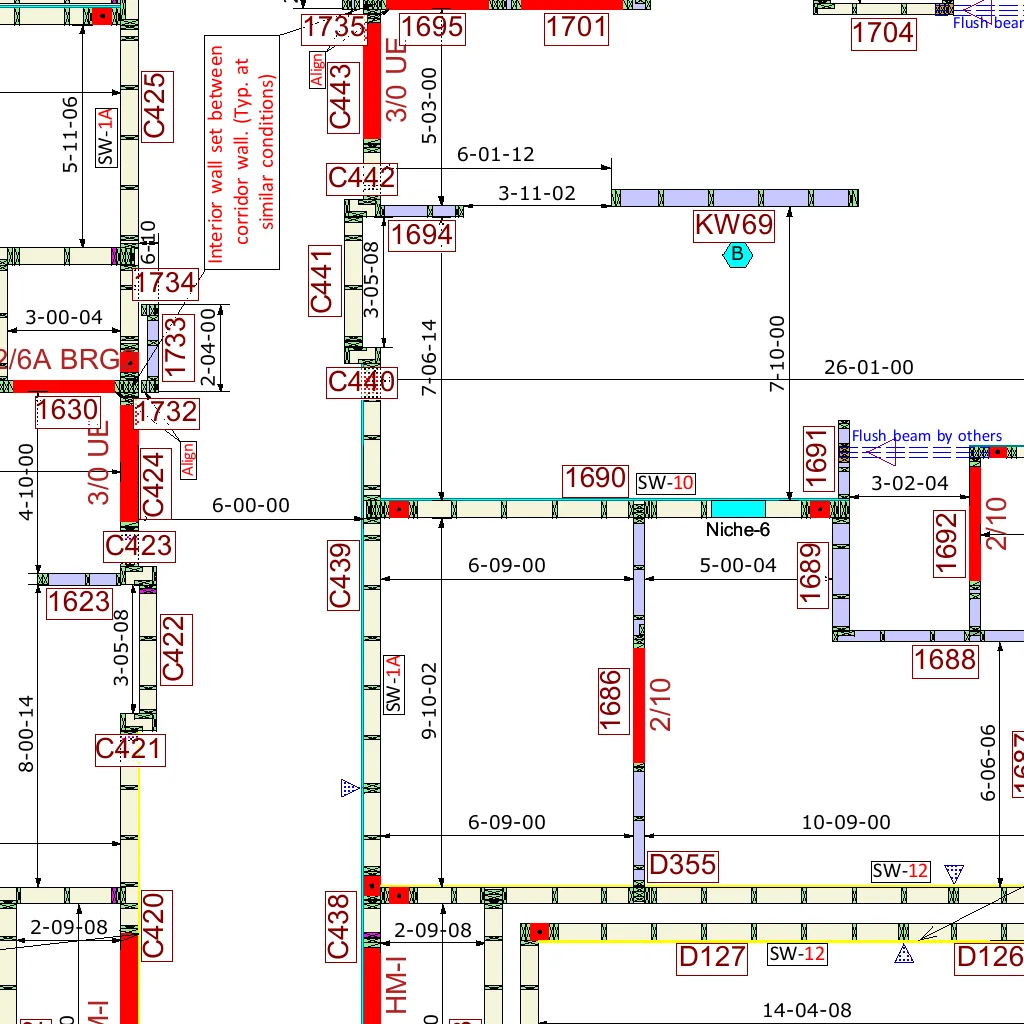 1735
1695
1701
1704
Flush bear
Interior wall set between
corridor wall. (Typ. at
similar conditions)
Align
C443
3/0 UE
5-03-00
C425
5-11-06
SW-1A
6-01-12
C442
3-11-02
KW69
B
1694
6-10
C441
3-05-08
1734
3-00-04
1733
2-04-00
7-06-14
7-10-00
2/6A BRG
C440
26-01-00
1630
1732
3/0 UE
Align
C424
4-10-00
Flush beam by others
1691
1690
SW-10
3-02-04
6-00-00
1692
2/10
Niche-6
C423
C439
6-09-00
5-00-04
1689
1623
3-05-08
C422
1688
SW-1A
9-10-02
1686
2/10
8-00-14
C421
6-06-06
1687
6-09-00
10-09-00
D355
SW-12
2-09-08
C420
C438
2-09-08
D127
SW-12
D126
HM-I
M-I
14-04-08